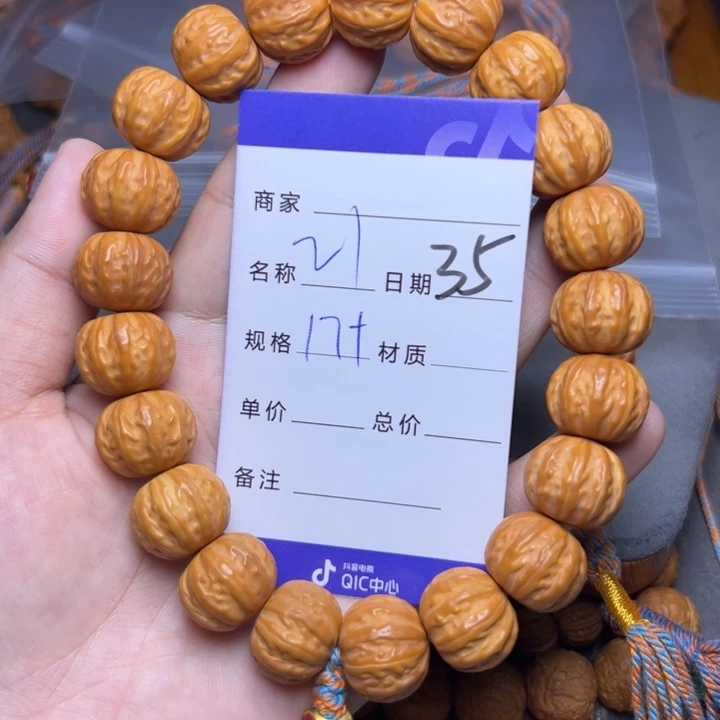 商家
名称 21 日期 35
规格 17+ 材质
单价 总价
备注
抖音电商
QIC中心